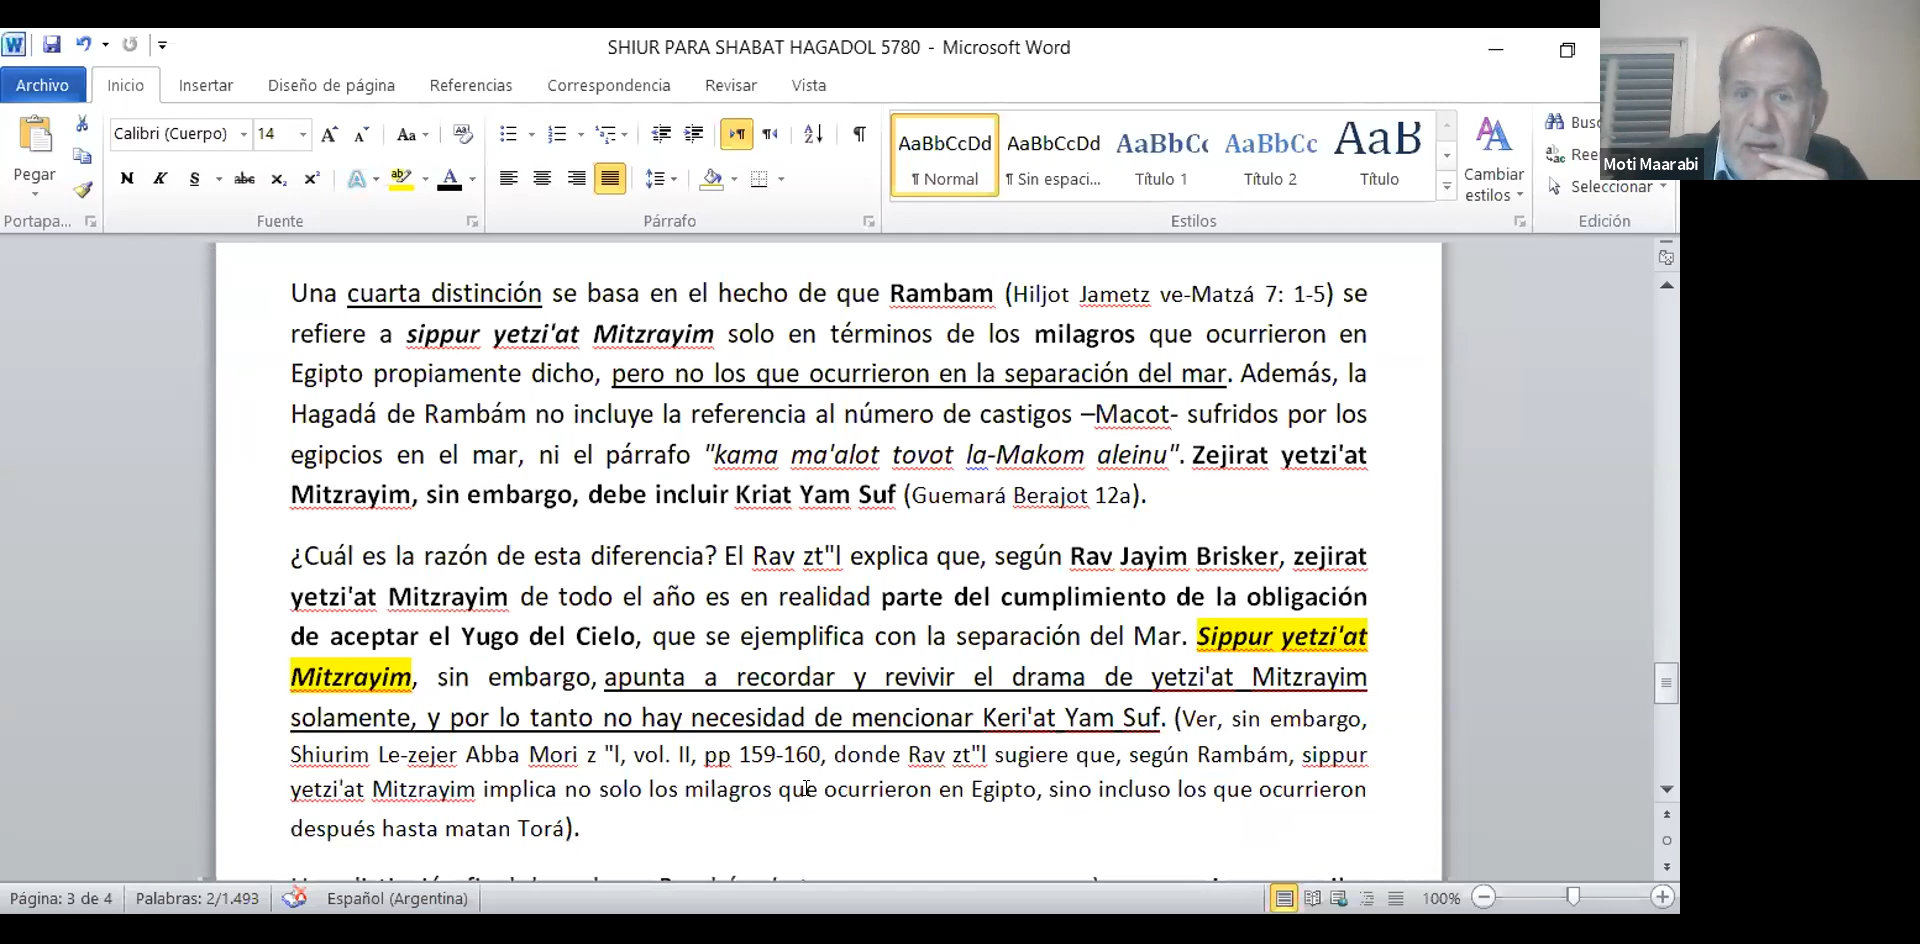 SHIUR PARA SHABAT HAGADOL 5780 - Microsoft Word
Archivo Inicio Insertar Diseño de página Referencias Correspondencia Revisar Vista
Moti Maarabi
Pegar
Calibri (Cuerpo) 14
N K S abc x₂ x²
AaBbCcDd AaBbCcDd AaBbCc AaBbCc AaB
¶ Normal ¶ Sin espaci... Título 1 Título 2 Título
Cambiar
estilos
Seleccionar
Portapa... Fuente Párrafo Estilos Edición
Una cuarta distinción se basa en el hecho de que Rambam (Hiljot Jametz ve-Matzá 7: 1-5) se
refiere a sippur yetzi'at Mitzrayim solo en términos de los milagros que ocurrieron en
Egipto propiamente dicho, pero no los que ocurrieron en la separación del mar. Además, la
Hagadá de Rambám no incluye la referencia al número de castigos –Macot- sufridos por los
egipcios en el mar, ni el párrafo "kama ma'alot tovot la-Makom aleinu". Zejirat yetzi'at
Mitzrayim, sin embargo, debe incluir Kriat Yam Suf (Guemará Berajot 12a).
¿Cuál es la razón de esta diferencia? El Rav zt"l explica que, según Rav Jayim Brisker, zejirat
yetzi'at Mitzrayim de todo el año es en realidad parte del cumplimiento de la obligación
de aceptar el Yugo del Cielo, que se ejemplifica con la separación del Mar. Sippur yetzi'at
Mitzrayim, sin embargo, apunta a recordar y revivir el drama de yetzi'at Mitzrayim
solamente, y por lo tanto no hay necesidad de mencionar Keri'at Yam Suf. (Ver, sin embargo,
Shiurim Le-zejer Abba Mori z "l, vol. II, pp 159-160, donde Rav zt"l sugiere que, según Rambám, sippur
yetzi'at Mitzrayim implica no solo los milagros que ocurrieron en Egipto, sino incluso los que ocurrieron
después hasta matan Torá).
Página: 3 de 4 Palabras: 2/1.493 Español (Argentina) 100%